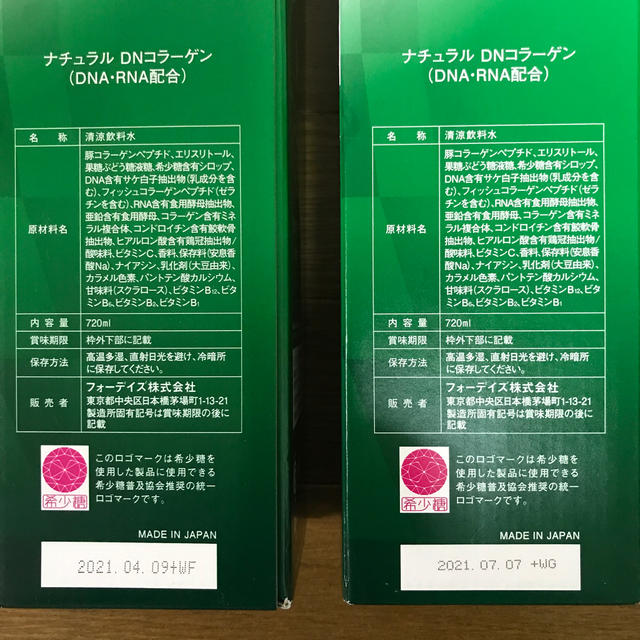 ナチュラル DNコラーゲン
(DNA・RNA配合)
名 称 清涼飲料水
原材料名
豚コラーゲンペプチド、エリスリトール、
果糖ぶどう糖液糖、希少糖含有シロップ、
DNA含有サケ白子抽出物(乳成分を含
む)、フィッシュコラーゲンペプチド(ゼラ
チンを含む)、RNA含有食用酵母抽出物、
亜鉛含有食用酵母、コラーゲン含有ミネ
ラル複合体、コンドロイチン含有鮫軟骨
抽出物、ヒアルロン酸含有鶏冠抽出物/
酸味料、ビタミンC、香料、保存料(安息香
酸Na)、ナイアシン、乳化剤(大豆由来)、
カラメル色素、パントテン酸カルシウム、
甘味料(スクラロース)、ビタミンB12、ビタ
ミンB6、ビタミンB2、ビタミンB1
内 容 量 720ml
賞味期限 枠外下部に記載
保存方法 高温多湿、直射日光を避け、冷暗所
に保存してください。
販 売 者
フォーデイズ株式会社
東京都中央区日本橋茅場町1-13-21
製造所固有記号は賞味期限の後に
記載
希少糖
このロゴマークは希少糖を
使用した製品に使用できる
希少糖普及協会推奨の統一
ロゴマークです。
MADE IN JAPAN
2021.04.09+WF
ナチュラル DNコラーゲン
(DNA・RNA配合)
名 称 清涼飲料水
原材料名
豚コラーゲンペプチド、エリスリトール、
果糖ぶどう糖液糖、希少糖含有シロップ、
DNA含有サケ白子抽出物(乳成分を含
む)、フィッシュコラーゲンペプチド(ゼラ
チンを含む)、RNA含有食用酵母抽出物、
亜鉛含有食用酵母、コラーゲン含有ミネ
ラル複合体、コンドロイチン含有鮫軟骨
抽出物、ヒアルロン酸含有鶏冠抽出物/
酸味料、ビタミンC、香料、保存料(安息香
酸Na)、ナイアシン、乳化剤(大豆由来)、
カラメル色素、パントテン酸カルシウム、
甘味料(スクラロース)、ビタミンB12、ビタ
ミンB6、ビタミンB2、ビタミンB1
内 容 量 720ml
賞味期限 枠外下部に記載
保存方法 高温多湿、直射日光を避け、冷暗所
に保存してください。
販 売 者
フォーデイズ株式会社
東京都中央区日本橋茅場町1-13-21
製造所固有記号は賞味期限の後に
記載
希少糖
このロゴマークは希少糖を
使用した製品に使用できる
希少糖普及協会推奨の統一
ロゴマークです。
MADE IN JAPAN
2021.07.07 +WG